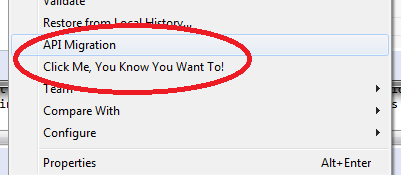 Validate
Restore from Local History...
API Migration
Click Me, You Know You Want To!
Team
Compare With
Configure
Properties Alt+Enter